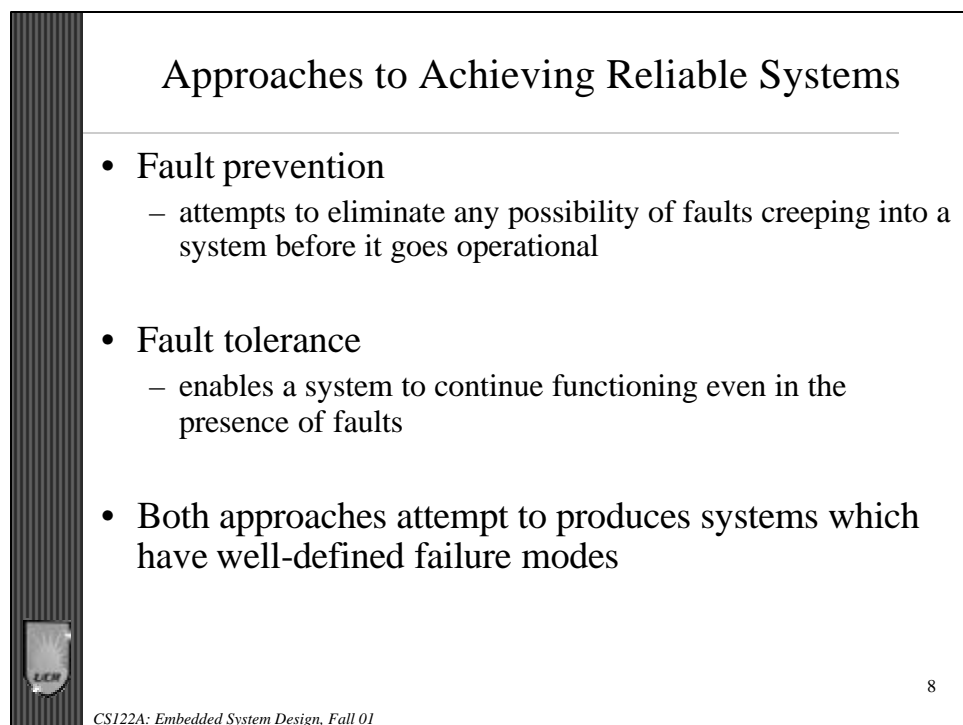 Approaches to Achieving Reliable Systems
• Fault prevention
– attempts to eliminate any possibility of faults creeping into a
system before it goes operational
• Fault tolerance
– enables a system to continue functioning even in the
presence of faults
• Both approaches attempt to produces systems which
have well-defined failure modes
UCR
8
CS122A: Embedded System Design, Fall 01